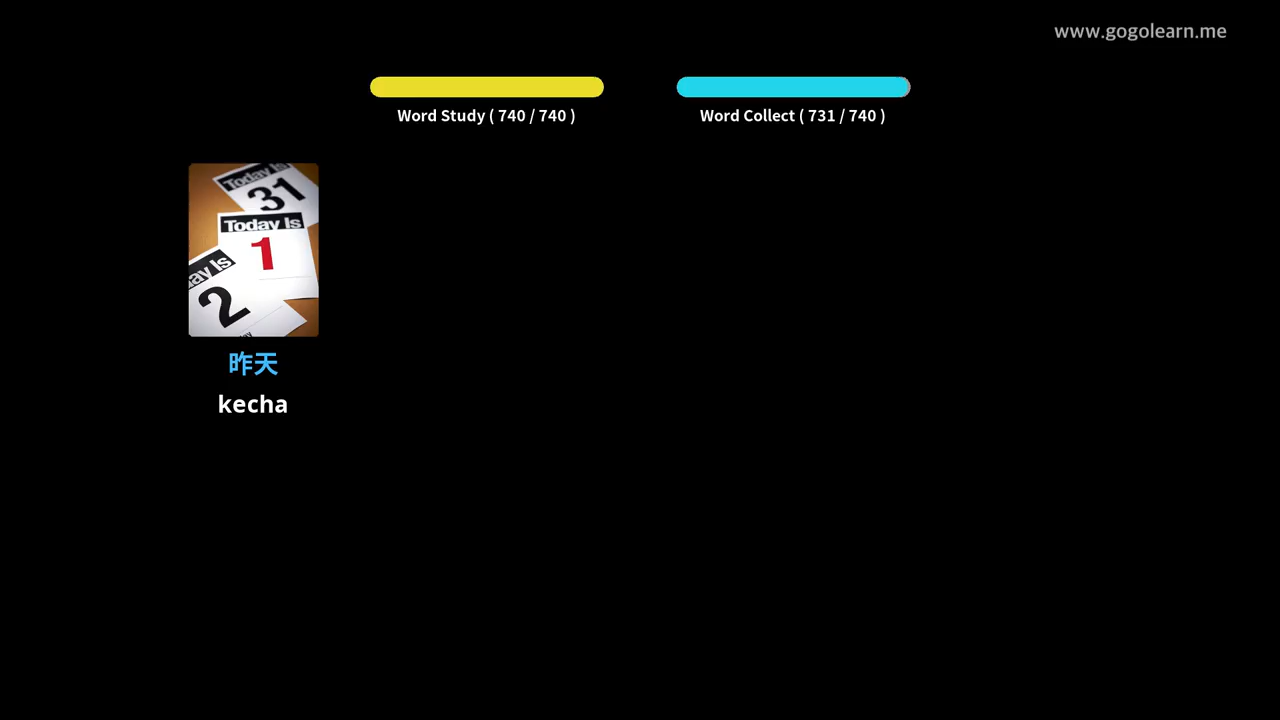 www.gogolearn.me
Word Study ( 740 / 740 )
Word Collect ( 731 / 740 )
Today Is
31
Today Is
1
ay Is
2
昨天
kecha